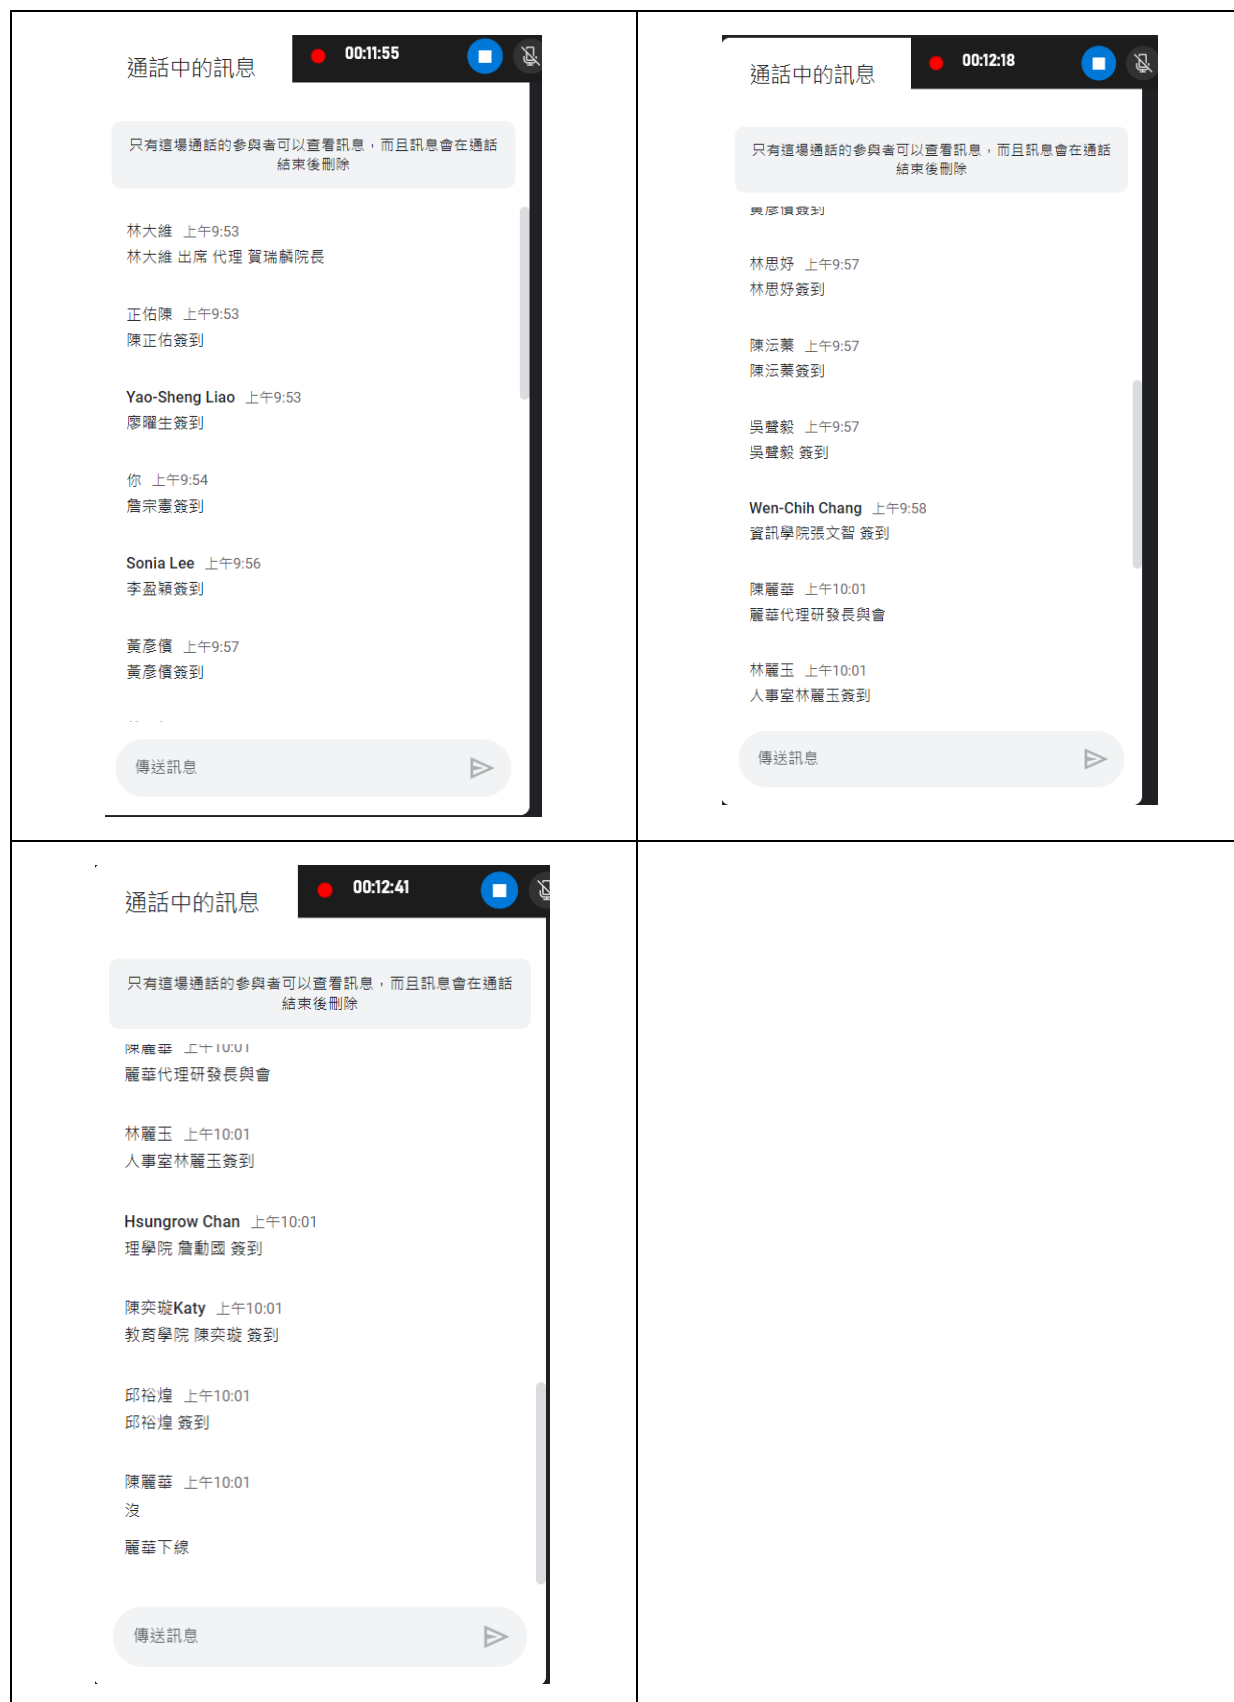 通話中的訊息
00:11:55
只有這場通話的參與者可以查看訊息，而且訊息會在通話
結束後刪除
林大維 上午9:53
林大維 出席 代理 賀瑞麟院長
正佑陳 上午9:53
陳正佑簽到
Yao-Sheng Liao 上午9:53
廖曜生簽到
你 上午9:54
詹宗憲簽到
Sonia Lee 上午9:56
李盈穎簽到
黃彥儐 上午9:57
黃彥儐簽到
傳送訊息
通話中的訊息
00:12:18
只有這場通話的參與者可以查看訊息，而且訊息會在通話
結束後刪除
黃彥儐簽到
林思妤 上午9:57
林思妤簽到
陳沄蓁 上午9:57
陳沄蓁簽到
吳聲毅 上午9:57
吳聲毅 簽到
Wen-Chih Chang 上午9:58
資訊學院張文智 簽到
陳麗華 上午10:01
麗華代理研發長與會
林麗玉 上午10:01
人事室林麗玉簽到
傳送訊息
通話中的訊息
00:12:41
只有這場通話的參與者可以查看訊息，而且訊息會在通話
結束後刪除
陳麗華 上午10:01
麗華代理研發長與會
林麗玉 上午10:01
人事室林麗玉簽到
Hsungrow Chan 上午10:01
理學院 詹勳國 簽到
陳奕璇Katy 上午10:01
教育學院 陳奕璇 簽到
邱裕煌 上午10:01
邱裕煌 簽到
陳麗華 上午10:01
沒
麗華下線
傳送訊息